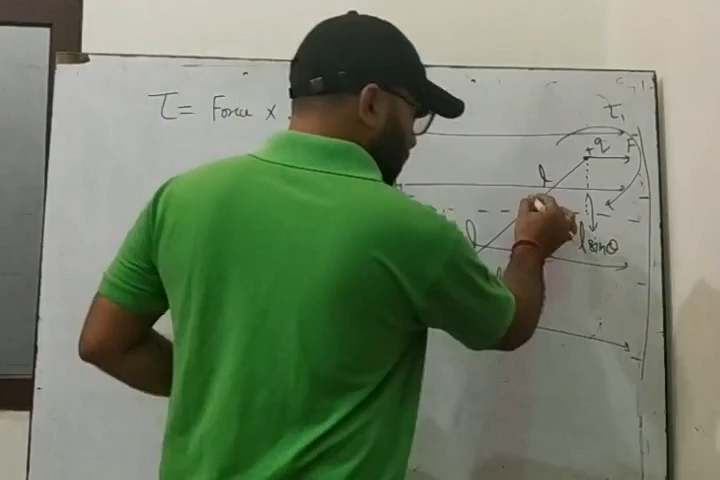 τ = Force ×
τ₁
+ q
F
l
l
l sinθ